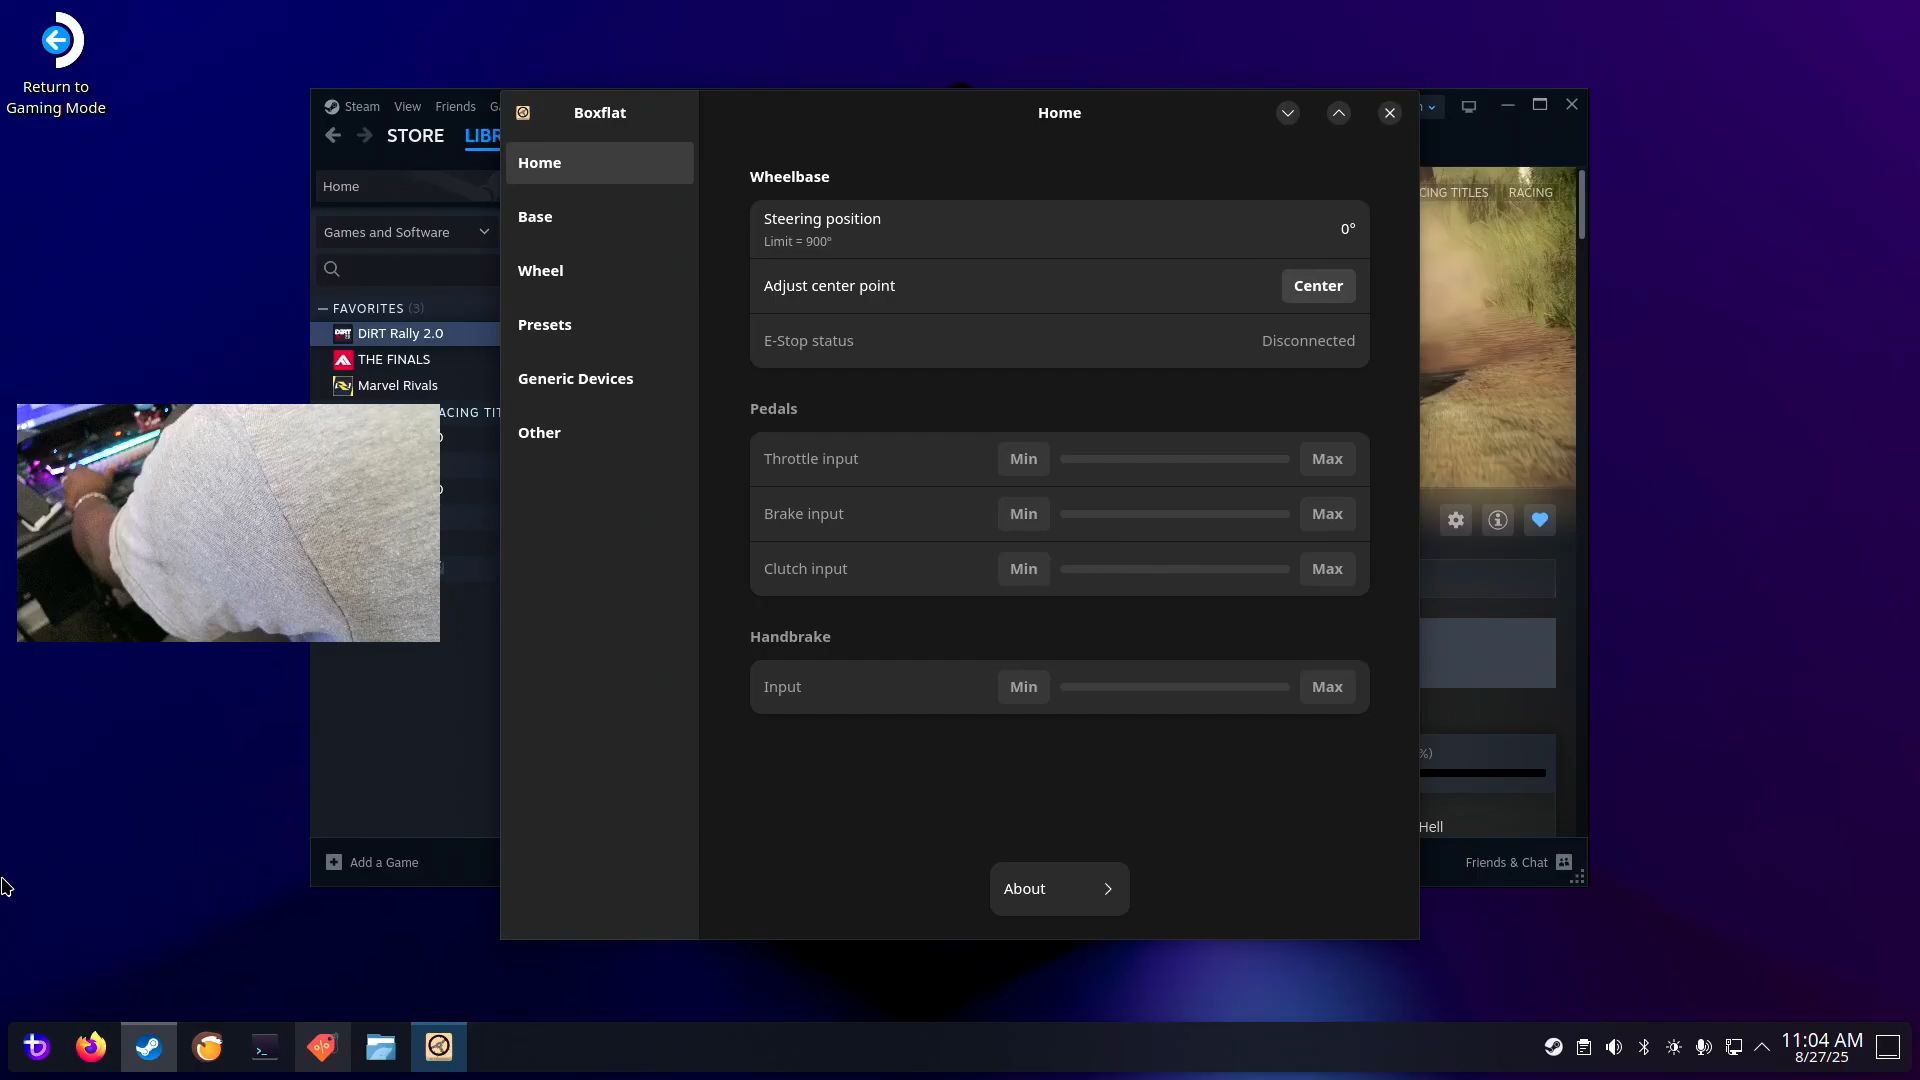 Return to
Gaming Mode
Steam View Friends
STORE
Home
Games and Software
FAVORITES (3)
DiRT Rally 2.0
THE FINALS
Marvel Rivals
Add a Game
Boxflat
Home
Base
Wheel
Presets
Generic Devices
Other
Home
Wheelbase
Steering position
Limit = 900°
0°
Adjust center point
Center
E-Stop status
Disconnected
Pedals
Throttle input
Min
Max
Brake input
Min
Max
Clutch input
Min
Max
Handbrake
Input
Min
Max
About
RACING
Hell
Friends & Chat
11:04 AM
8/27/25